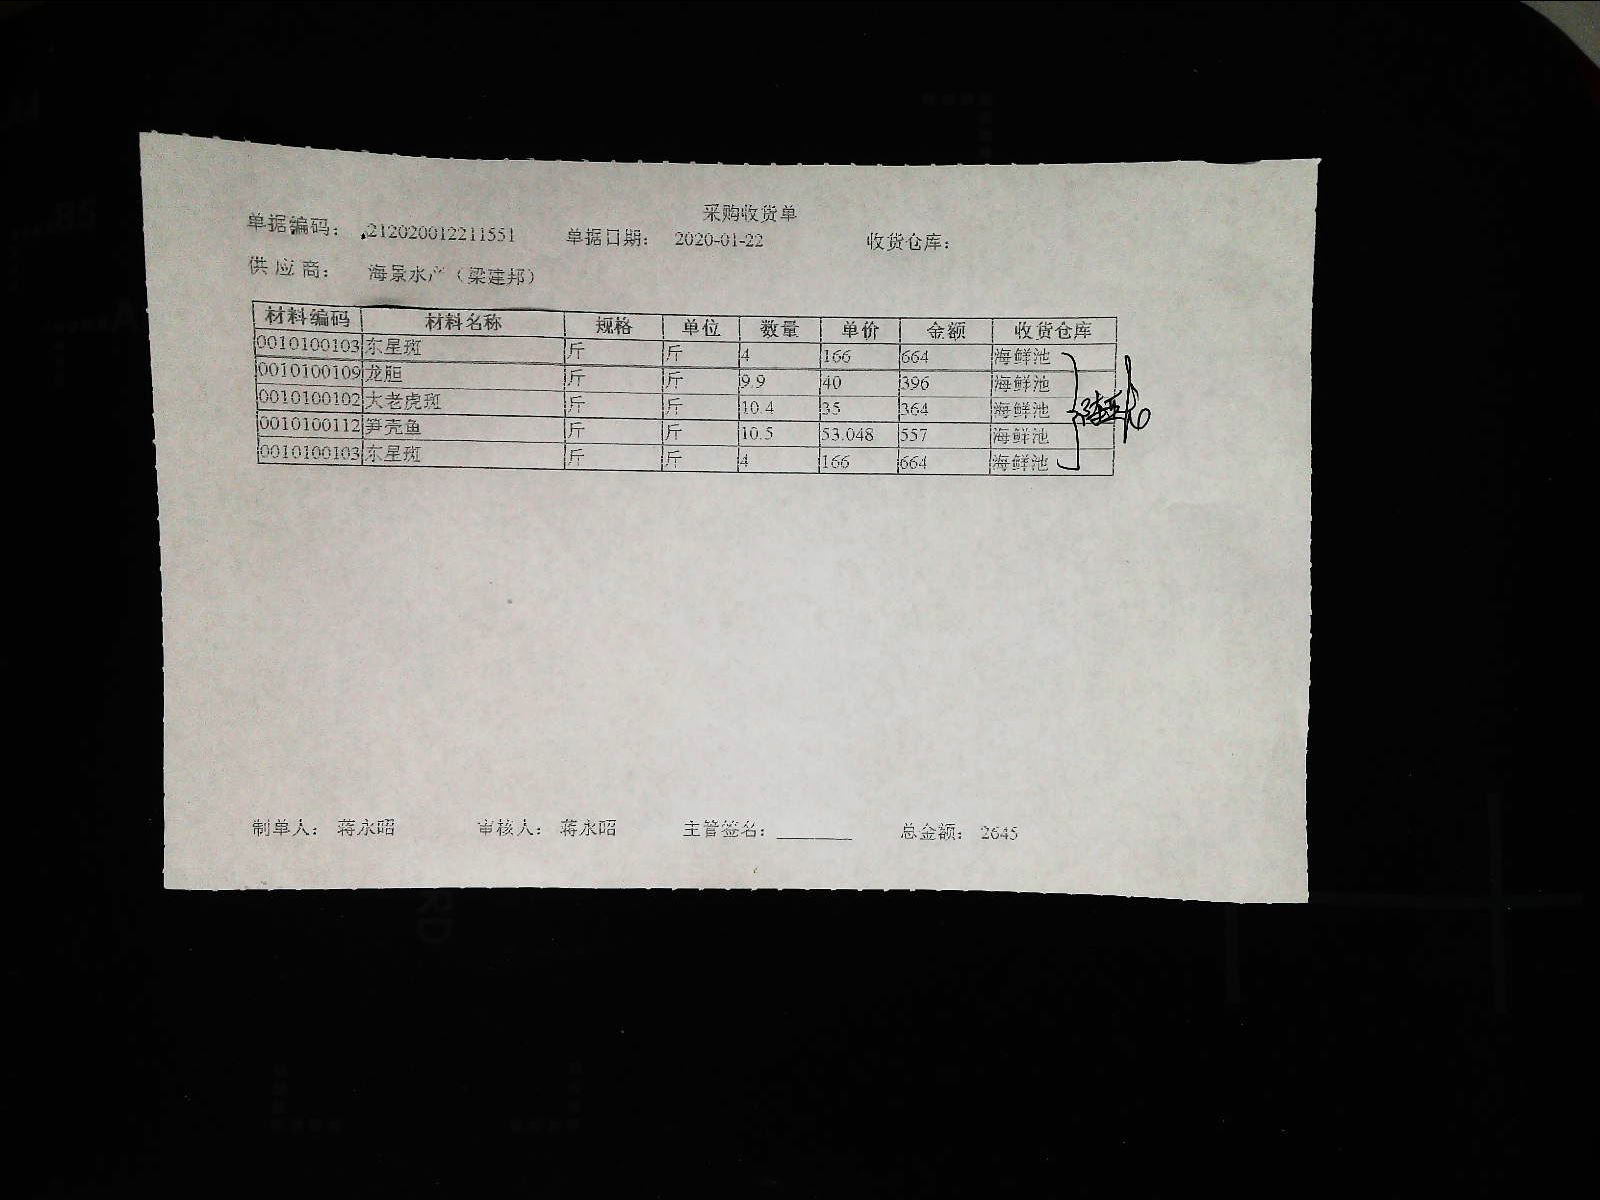 采购收货单
单据编码： 212020012211551 单据日期： 2020-01-22 收货仓库：
供应商： 海景水产（梁建邦）
材料编码 材料名称 规格 单位 数量 单价 金额 收货仓库
0010100103 东星斑 斤 斤 4 166 664 海鲜池
0010100109 龙胆 斤 斤 9.9 40 396 海鲜池
0010100102 大老虎斑 斤 斤 10.4 35 364 海鲜池
0010100112 笋壳鱼 斤 斤 10.5 53.048 557 海鲜池
0010100103 东星斑 斤 斤 4 166 664 海鲜池
制单人： 蒋永昭 审核人： 蒋永昭 主管签名： 总金额： 2645